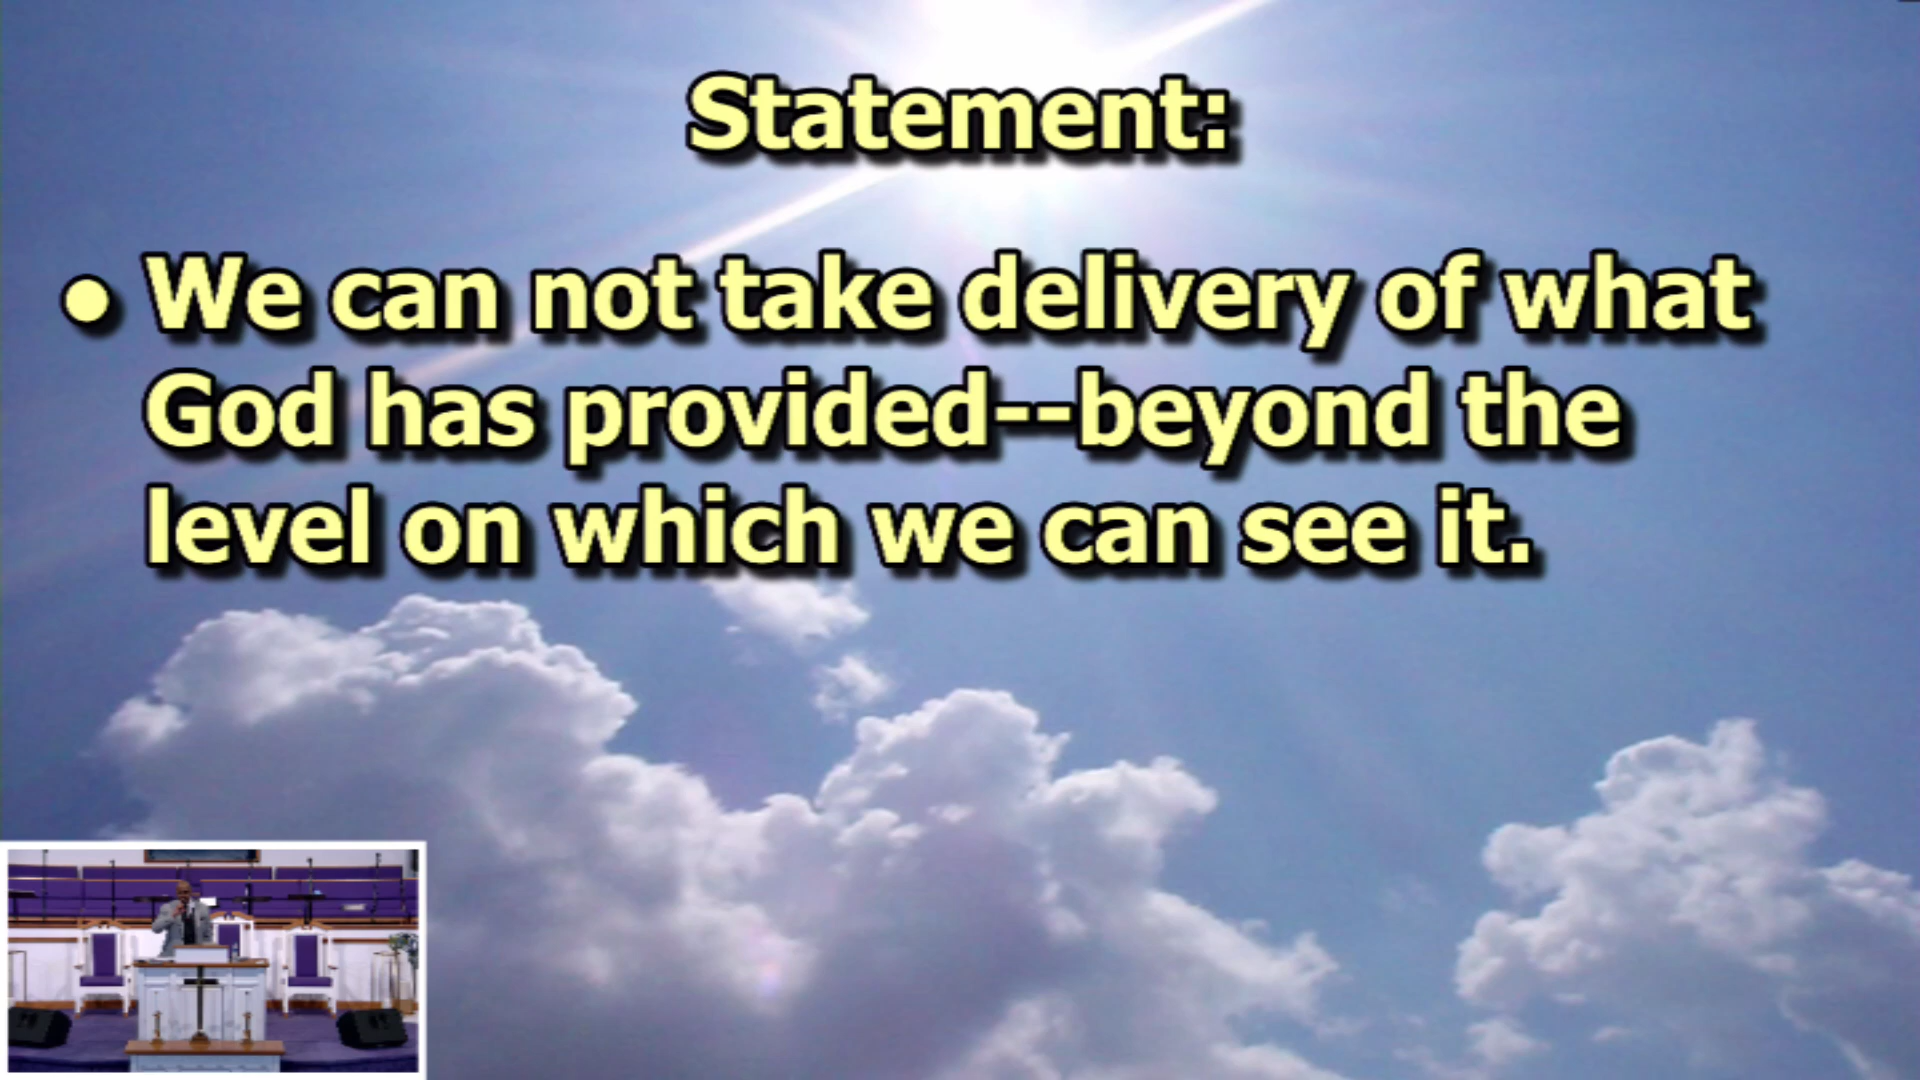 Statement:
• We can not take delivery of what
God has provided--beyond the
level on which we can see it.